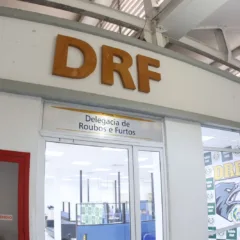 DRF
Delegacia de
Roubos e Furtos